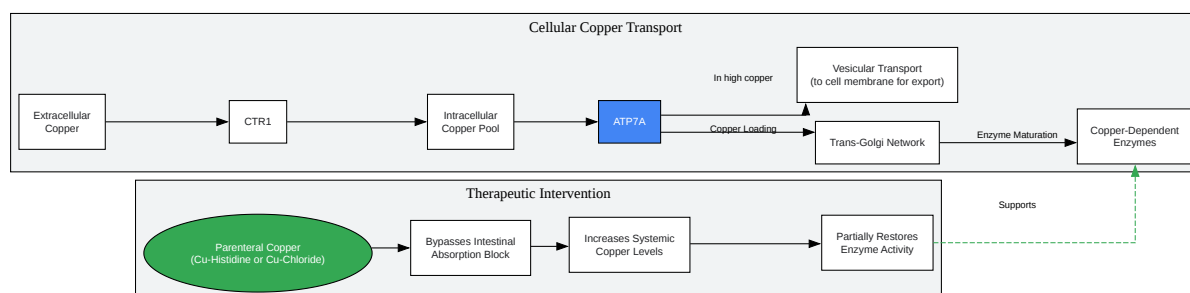 Cellular Copper Transport
Vesicular Transport
(to cell membrane for export)
In high copper
Extracellular
Copper
CTR1
Intracellular
Copper Pool
ATP7A
Copper Loading
Trans-Golgi Network
Enzyme Maturation
Copper-Dependent
Enzymes
Therapeutic Intervention
Supports
Parenteral Copper
(Cu-Histidine or Cu-Chloride)
Bypasses Intestinal
Absorption Block
Increases Systemic
Copper Levels
Partially Restores
Enzyme Activity